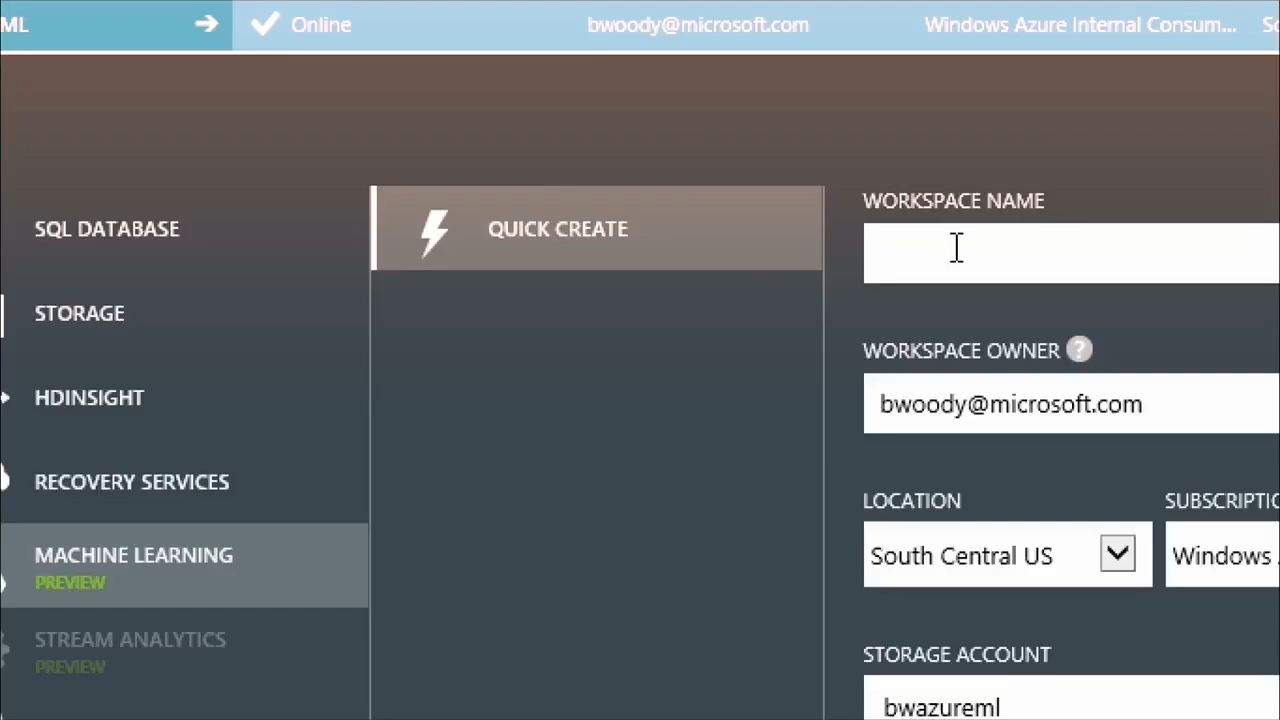 ML
Online
bwoody@microsoft.com
Windows Azure Internal Consum...
SQL DATABASE
STORAGE
HDINSIGHT
RECOVERY SERVICES
MACHINE LEARNING
PREVIEW
STREAM ANALYTICS
PREVIEW
QUICK CREATE
WORKSPACE NAME
WORKSPACE OWNER ?
bwoody@microsoft.com
LOCATION
South Central US
Windows
STORAGE ACCOUNT
bwazureml